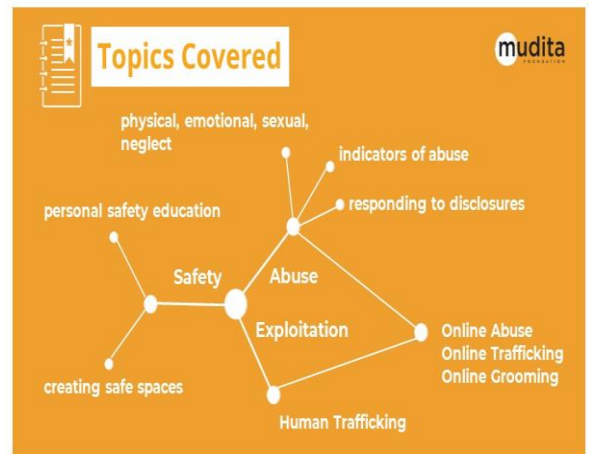 Topics Covered
mudita
FOUNDATION
physical, emotional, sexual,
neglect
indicators of abuse
responding to disclosures
personal safety education
Safety
Abuse
Exploitation
Online Abuse
Online Trafficking
Online Grooming
creating safe spaces
Human Trafficking